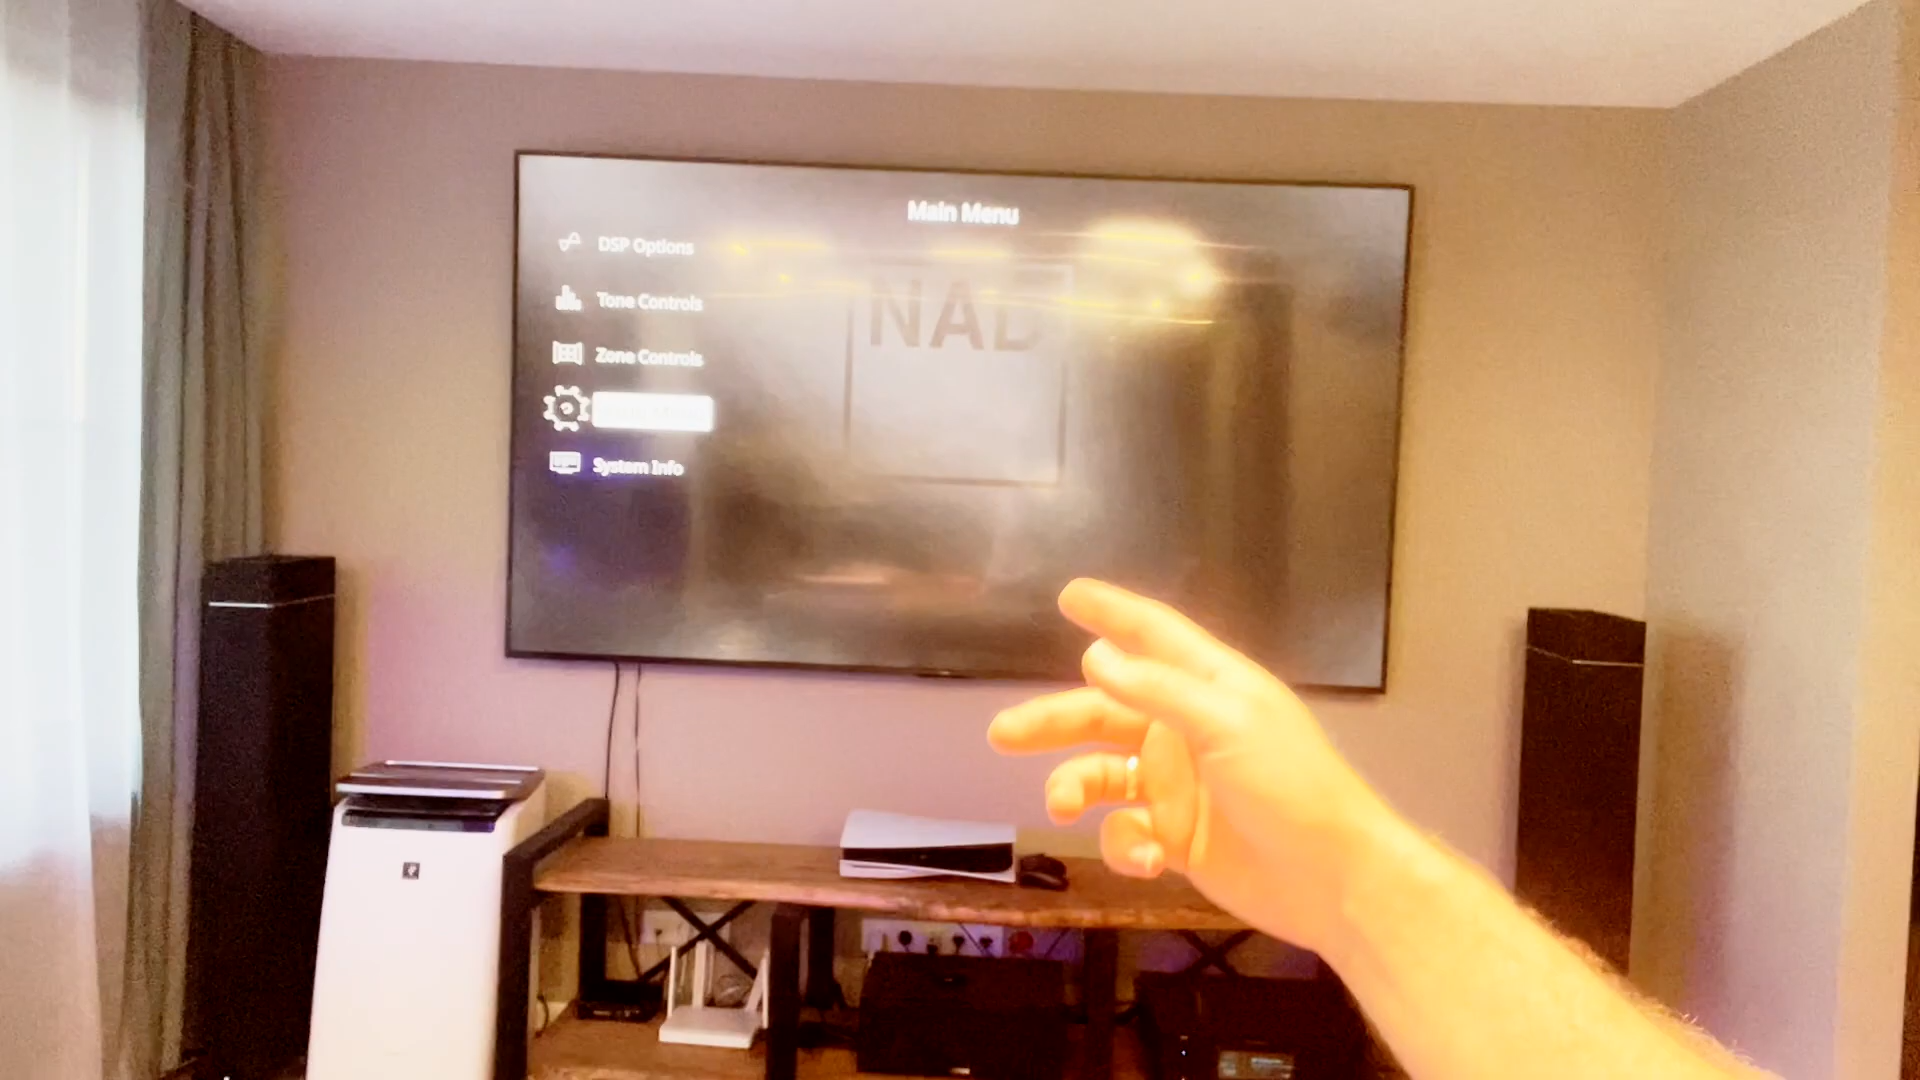 Main Menu
DSP Options
Tone Controls
NAD
Zone Controls
System Info